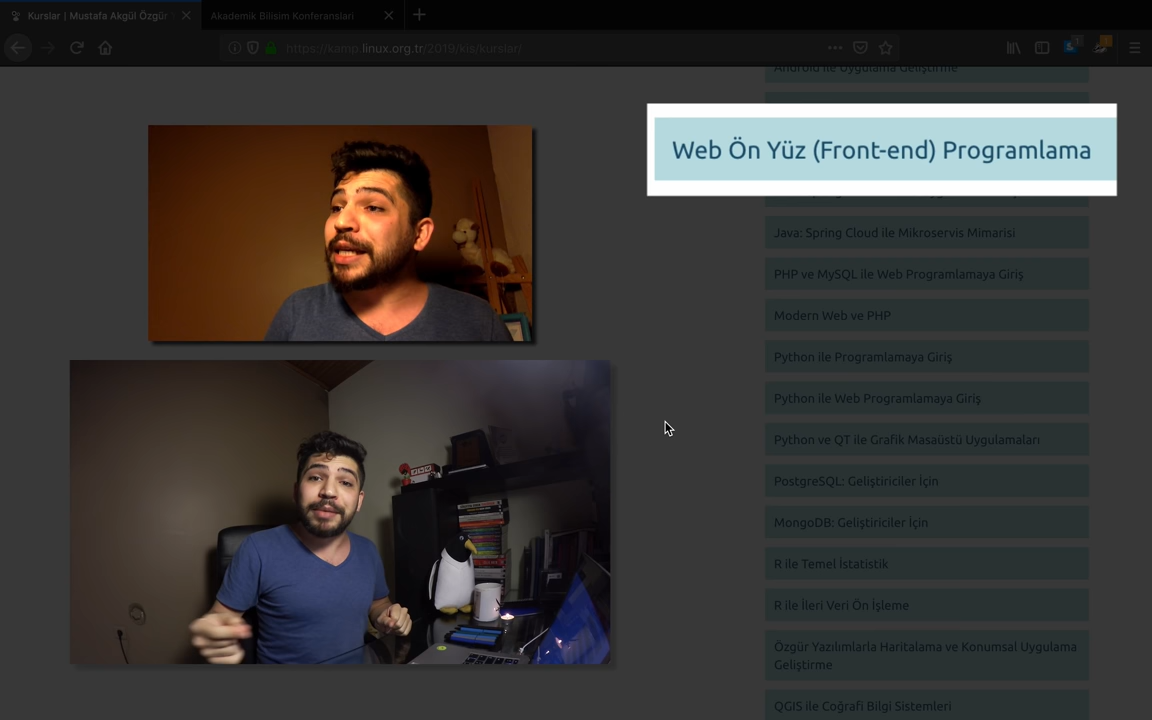 Kurslar | Mustafa Akgül Özgür
Akademik Bilisim Konferanslari
https://kamp.linux.org.tr/2019/kis/kurslar/
Android ile Uygulama Geliştirme
Web Ön Yüz (Front-end) Programlama
Java: Spring Cloud ile Mikroservis Mimarisi
PHP ve MySQL ile Web Programlamaya Giriş
Modern Web ve PHP
Python ile Programlamaya Giriş
Python ile Web Programlamaya Giriş
Python ve QT ile Grafik Masaüstü Uygulamaları
PostgreSQL: Geliştiriciler İçin
MongoDB: Geliştiriciler İçin
R ile Temel İstatistik
R ile İleri Veri Ön İşleme
Özgür Yazılımlarla Haritalama ve Konumsal Uygulama
Geliştirme
QGIS ile Coğrafi Bilgi Sistemleri